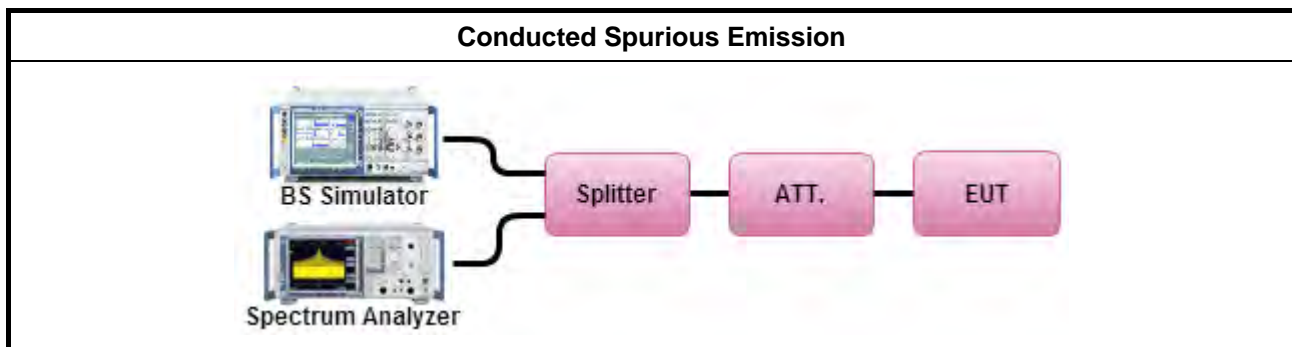 Conducted Spurious Emission
BS Simulator
Splitter
ATT.
EUT
Spectrum Analyzer